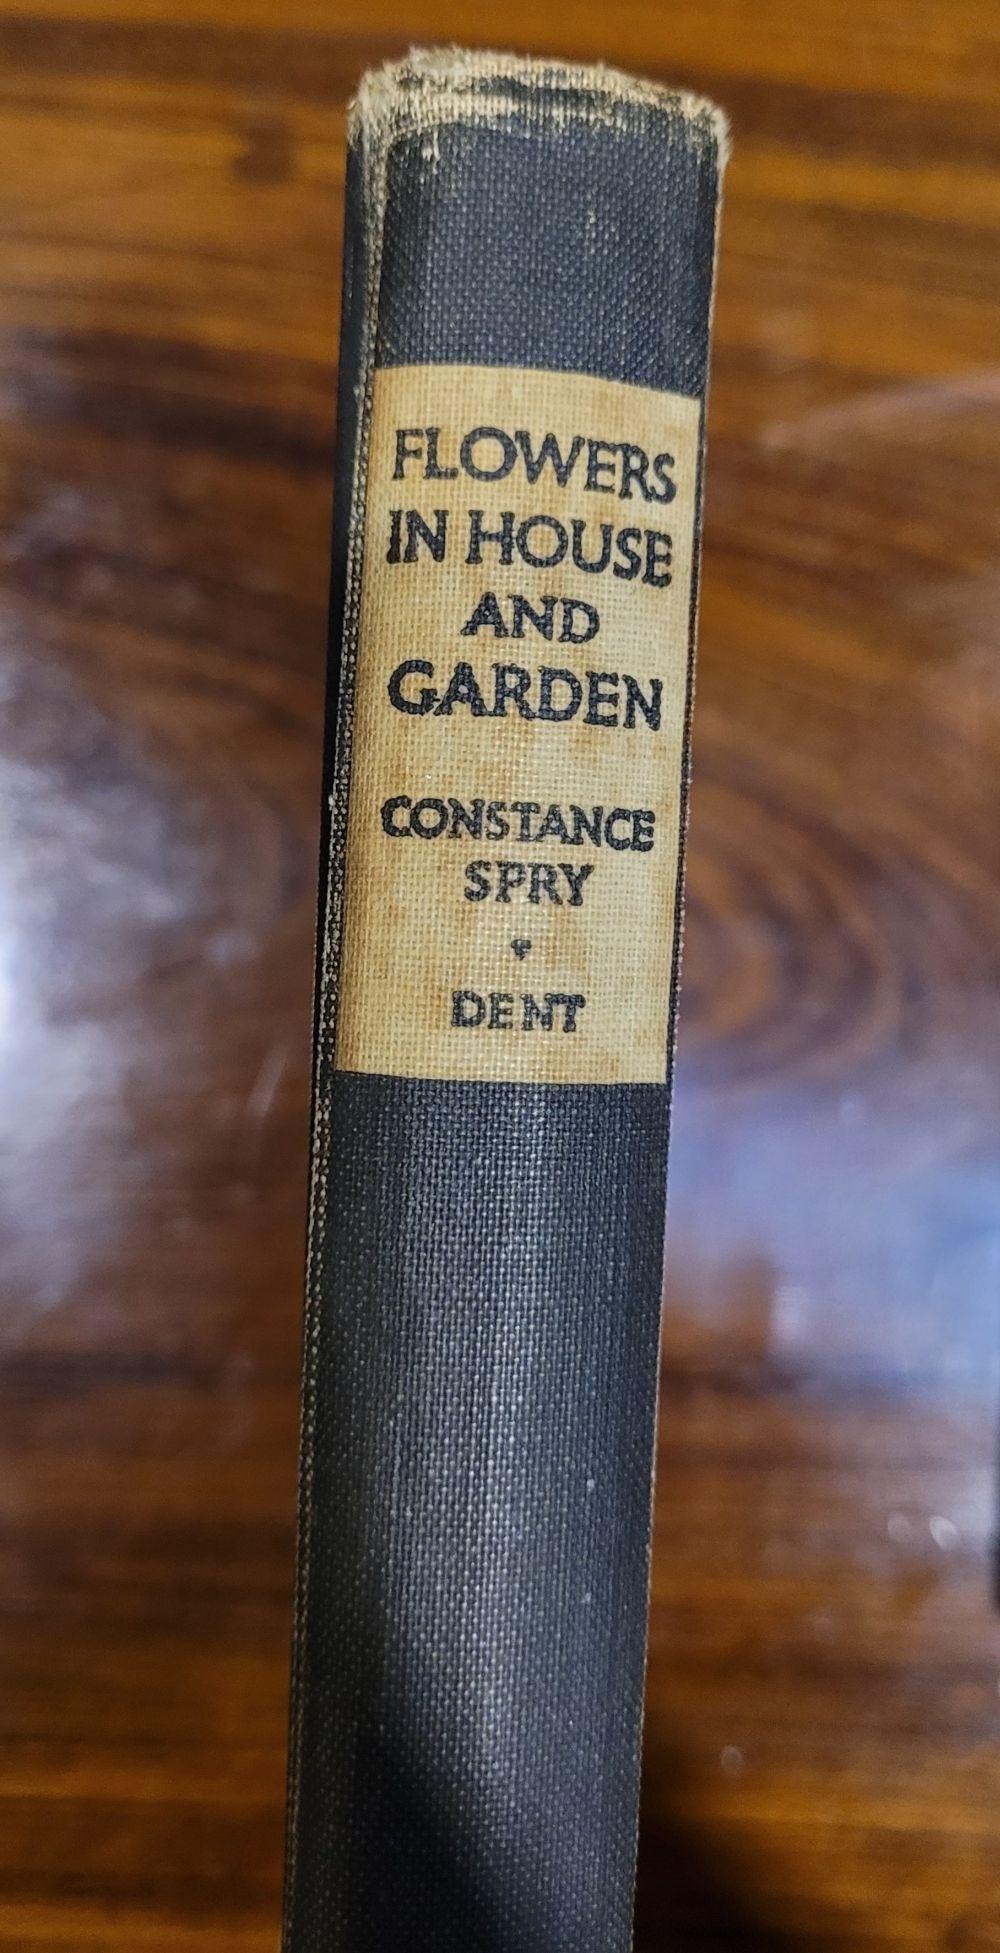 FLOWERS
IN HOUSE
AND
GARDEN
CONSTANCE
SPRY
DENT